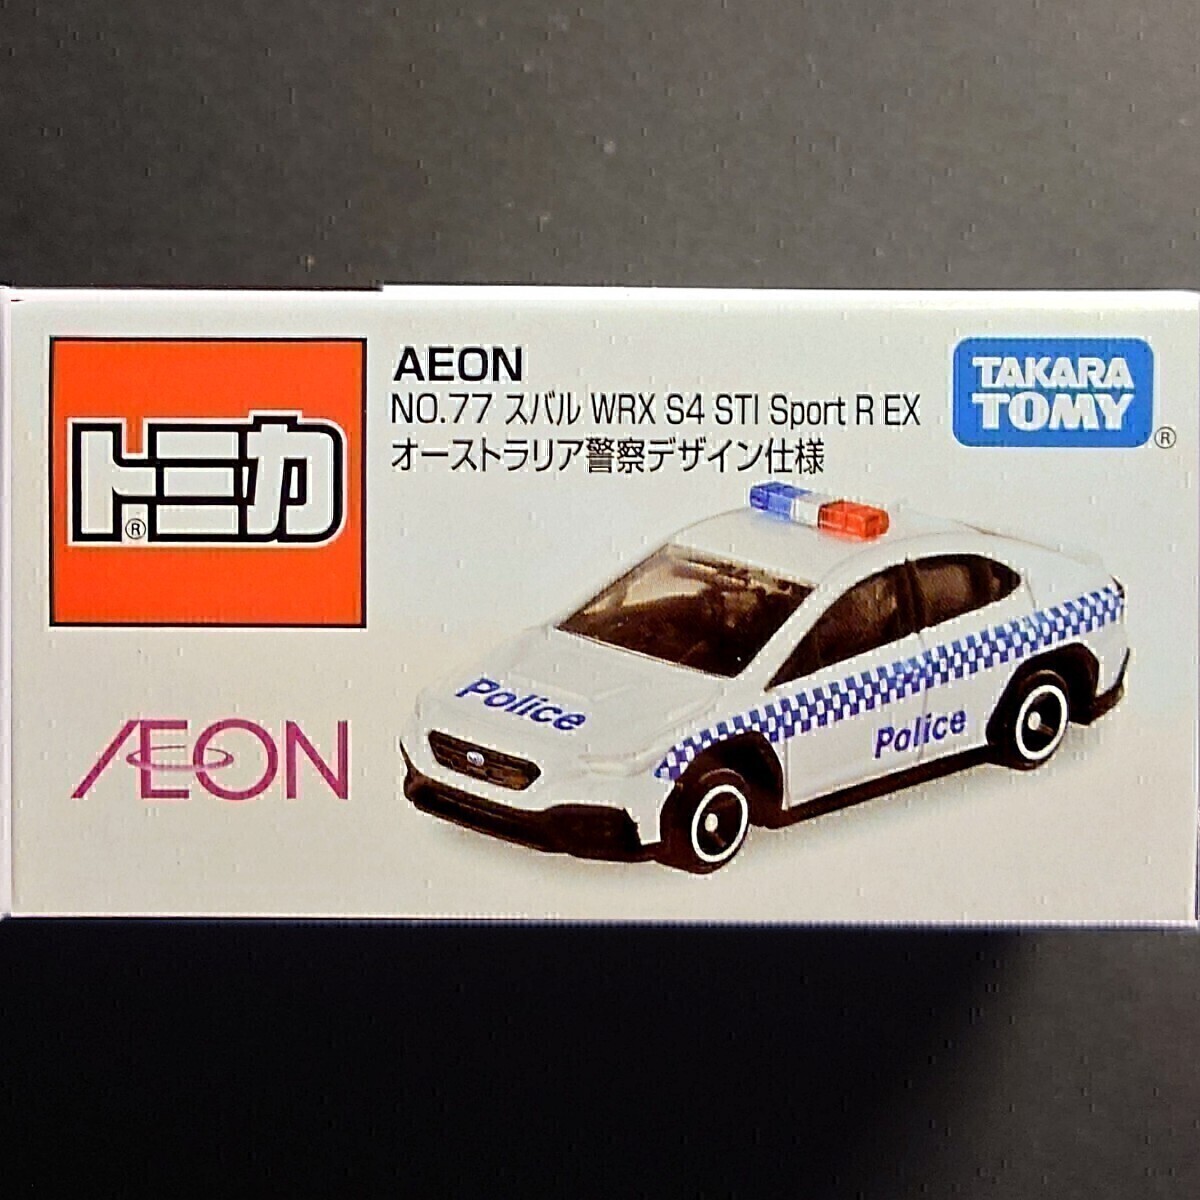 トミカ
®
AEON
NO.77 スバル WRX S4 STI Sport R EX
オーストラリア警察デザイン仕様
TAKARA
TOMY
®
Police
Police
AEON